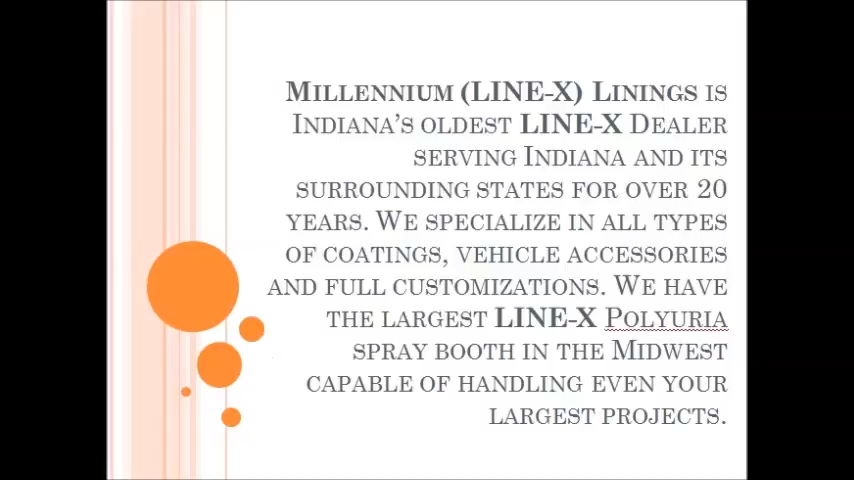 Millennium (LINE-X) Linings is
Indiana's oldest LINE-X Dealer
serving Indiana and its
surrounding states for over 20
years. We specialize in all types
of coatings, vehicle accessories
and full customizations. We have
the largest LINE-X Polyuria
spray booth in the Midwest
capable of handling even your
largest projects.